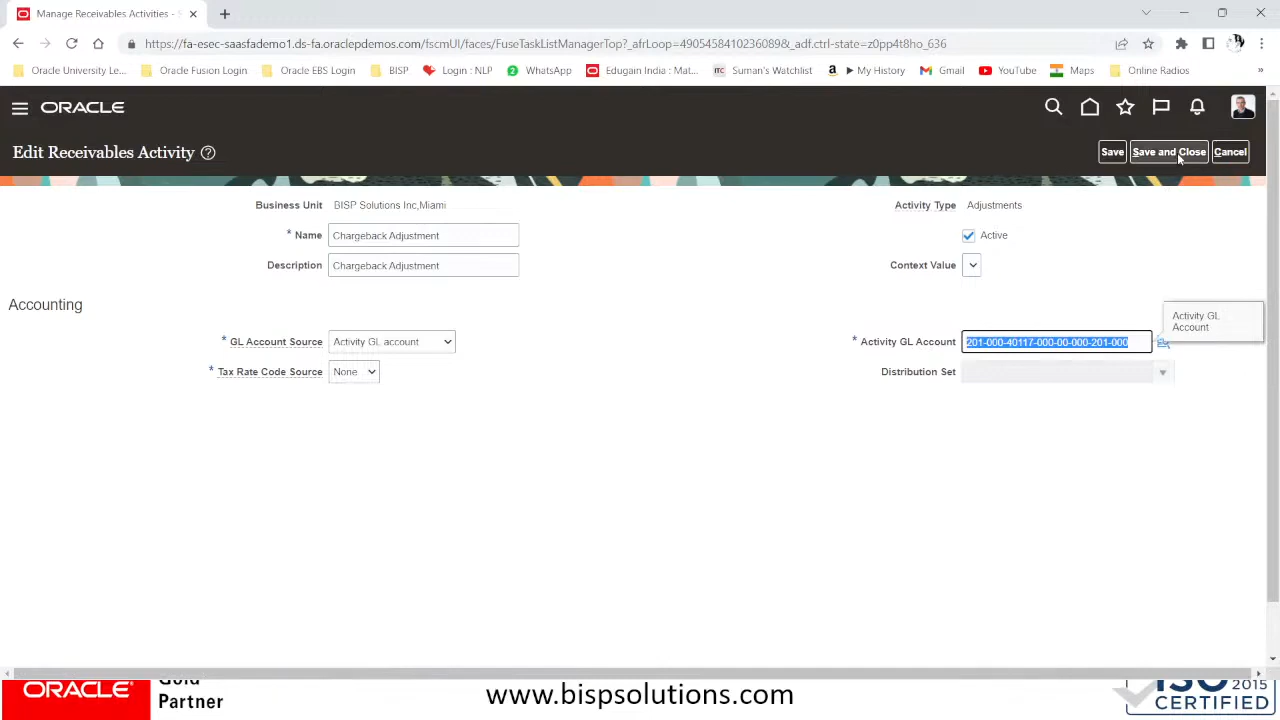 Manage Receivables Activities - S
https://fa-esec-saasfademo1.ds-fa.oraclepdemos.com/fscmUI/faces/FuseTaskListManagerTop?_afrLoop=4905458410236089&_adf.ctrl-state=z0pp4t8ho_636
Oracle University Le... Oracle Fusion Login Oracle EBS Login BISP Login : NLP WhatsApp Edugain India : Mat... Suman's Watchlist My History Gmail YouTube Maps Online Radios »
ORACLE
Edit Receivables Activity Save Save and Close Cancel
Business Unit BISP Solutions Inc,Miami Activity Type Adjustments
* Name Chargeback Adjustment Active
Description Chargeback Adjustment Context Value
Accounting
Activity GL
Account
* GL Account Source Activity GL account * Activity GL Account 201-000-40117-000-00-000-201-000
* Tax Rate Code Source None Distribution Set
ORACLE Gold
Partner
www.bispsolutions.com
ISO 2015
CERTIFIED